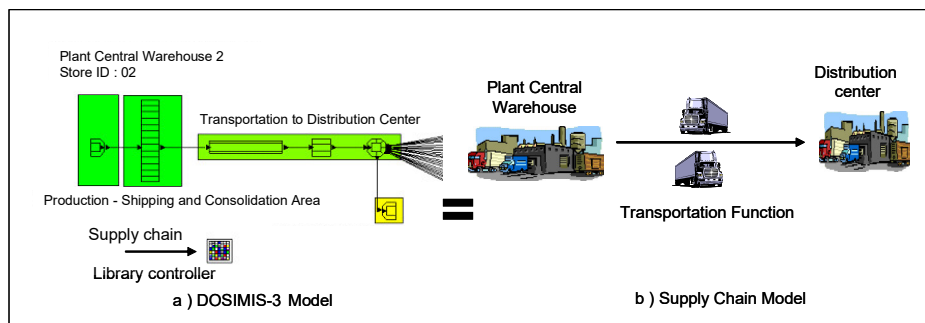 Plant Central Warehouse 2
Store ID : 02
Transportation to Distribution Center
Production - Shipping and Consolidation Area
Supply chain
Library controller
a ) DOSIMIS-3 Model
=
Plant Central
Warehouse
Distribution
center
Transportation Function
b ) Supply Chain Model